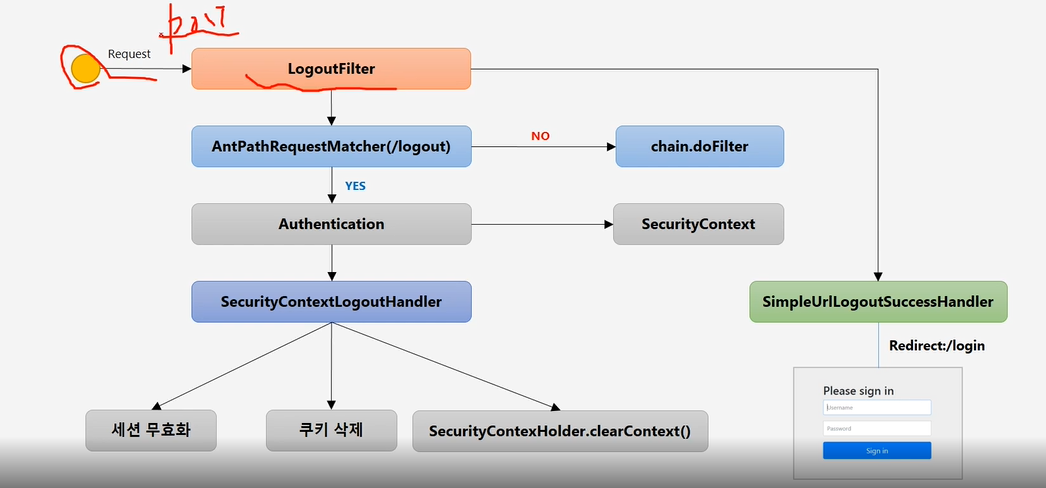 post
Request
LogoutFilter
AntPathRequestMatcher(/logout)
NO
chain.doFilter
YES
Authentication
SecurityContext
SecurityContextLogoutHandler
SimpleUrlLogoutSuccessHandler
Redirect:/login
Please sign in
Username
Password
Sign in
세션 무효화
쿠키 삭제
SecurityContexHolder.clearContext()